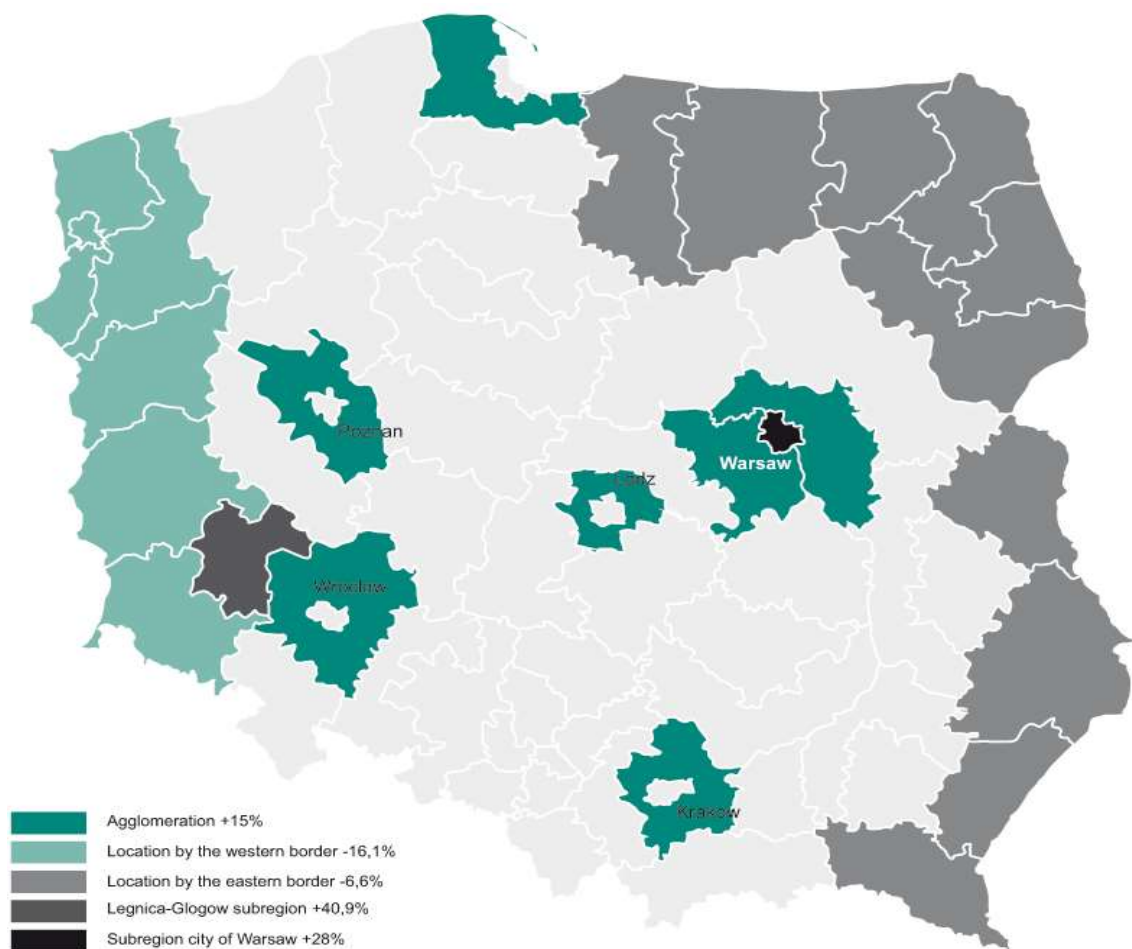 Poznan
Warsaw
Lodz
Wroclaw
Krakow
Agglomeration +15%
Location by the western border -16,1%
Location by the eastern border -6,6%
Legnica-Glogow subregion +40,9%
Subregion city of Warsaw +28%